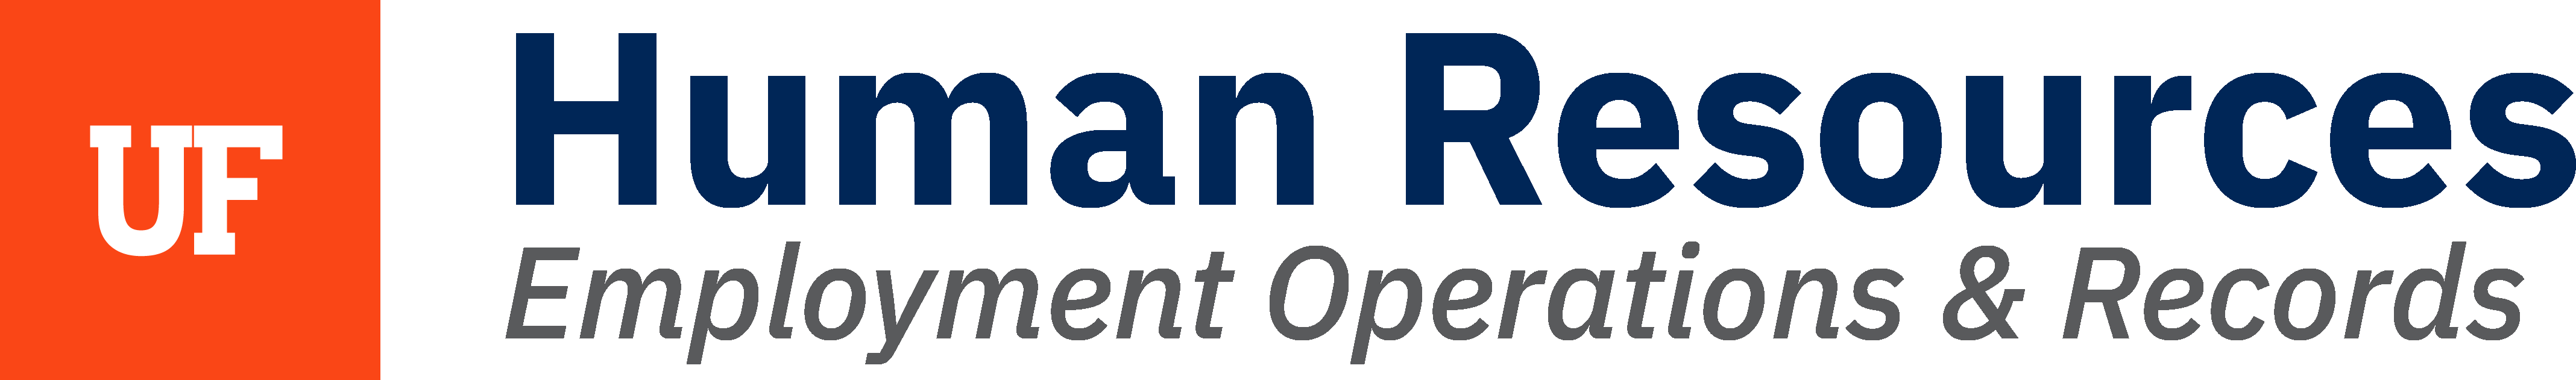 UF
Human Resources
Employment Operations & Records